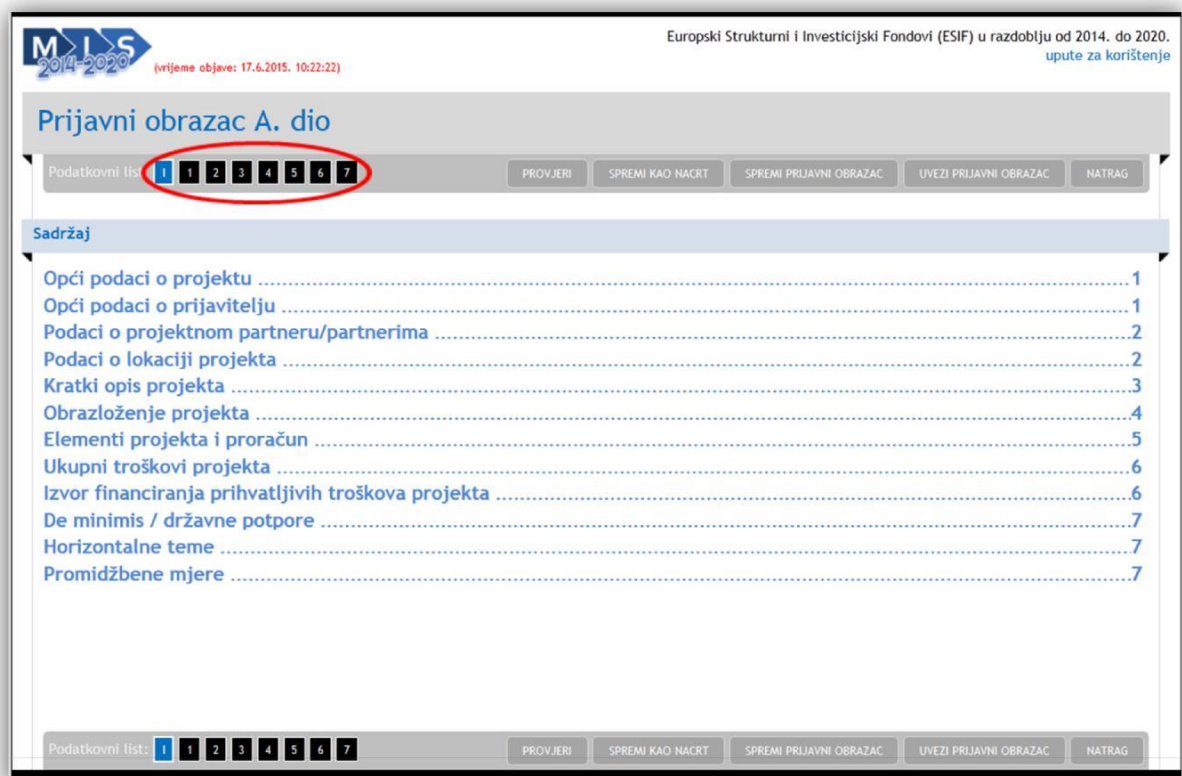 Europski Strukturni i Investicijski Fondovi (ESIF) u razdoblju od 2014. do 2020.
upute za korištenje
M I S
2014-2020
(vrijeme objave: 17.6.2015. 10:22:22)
Prijavni obrazac A. dio
Podatkovni list: I 1 2 3 4 5 6 7 PROVJERI SPREMI KAO NACRT SPREMI PRIJAVNI OBRAZAC UVEZI PRIJAVNI OBRAZAC NATRAG
Sadržaj
Opći podaci o projektu ... 1
Opći podaci o prijavitelju ... 1
Podaci o projektnom partneru/partnerima ... 2
Podaci o lokaciji projekta ... 2
Kratki opis projekta ... 3
Obrazloženje projekta ... 4
Elementi projekta i proračun ... 5
Ukupni troškovi projekta ... 6
Izvor financiranja prihvatljivih troškova projekta ... 6
De minimis / državne potpore ... 7
Horizontalne teme ... 7
Promidžbene mjere ... 7
Podatkovni list: I 1 2 3 4 5 6 7 PROVJERI SPREMI KAO NACRT SPREMI PRIJAVNI OBRAZAC UVEZI PRIJAVNI OBRAZAC NATRAG